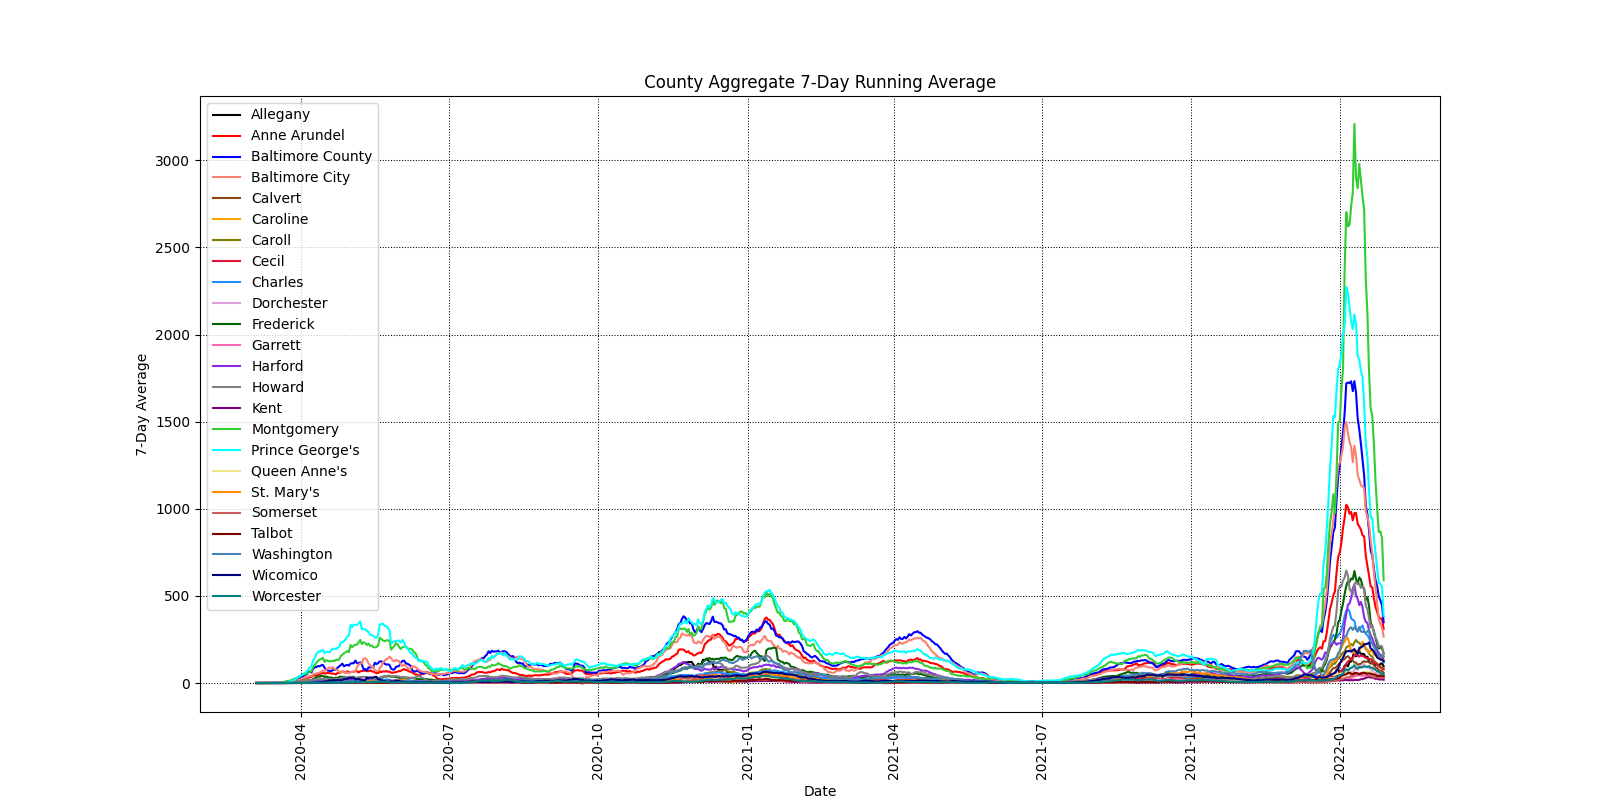 County Aggregate 7-Day Running Average
Allegany
Anne Arundel
Baltimore County
Baltimore City
Calvert
Caroline
Caroll
Cecil
Charles
Dorchester
Frederick
Garrett
Harford
Howard
Kent
Montgomery
Prince George's
Queen Anne's
St. Mary's
Somerset
Talbot
Washington
Wicomico
Worcester
7-Day Average
3000
2500
2000
1500
1000
500
0
2020-04
2020-07
2020-10
2021-01
2021-04
2021-07
2021-10
2022-01
Date